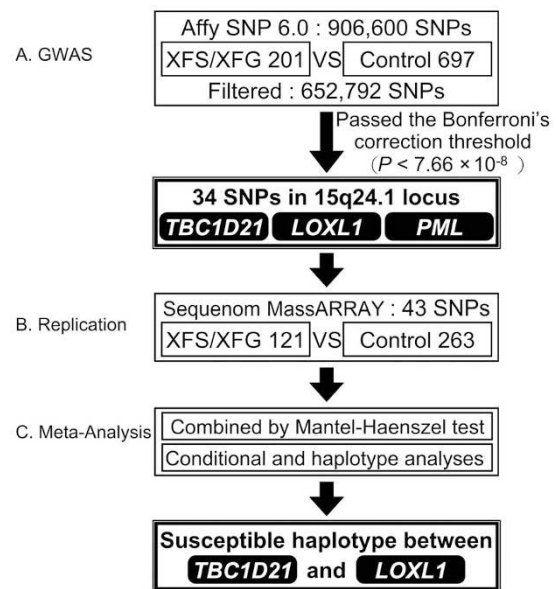 Affy SNP 6.0 : 906,600 SNPs
A. GWAS
XFS/XFG 201 VS Control 697
Filtered : 652,792 SNPs
Passed the Bonferroni's
correction threshold
(P < 7.66 × 10-8 )
34 SNPs in 15q24.1 locus
TBC1D21 LOXL1 PML
Sequenom MassARRAY : 43 SNPs
B. Replication
XFS/XFG 121 VS Control 263
C. Meta-Analysis
Combined by Mantel-Haenszel test
Conditional and haplotype analyses
Susceptible haplotype between
TBC1D21 and LOXL1